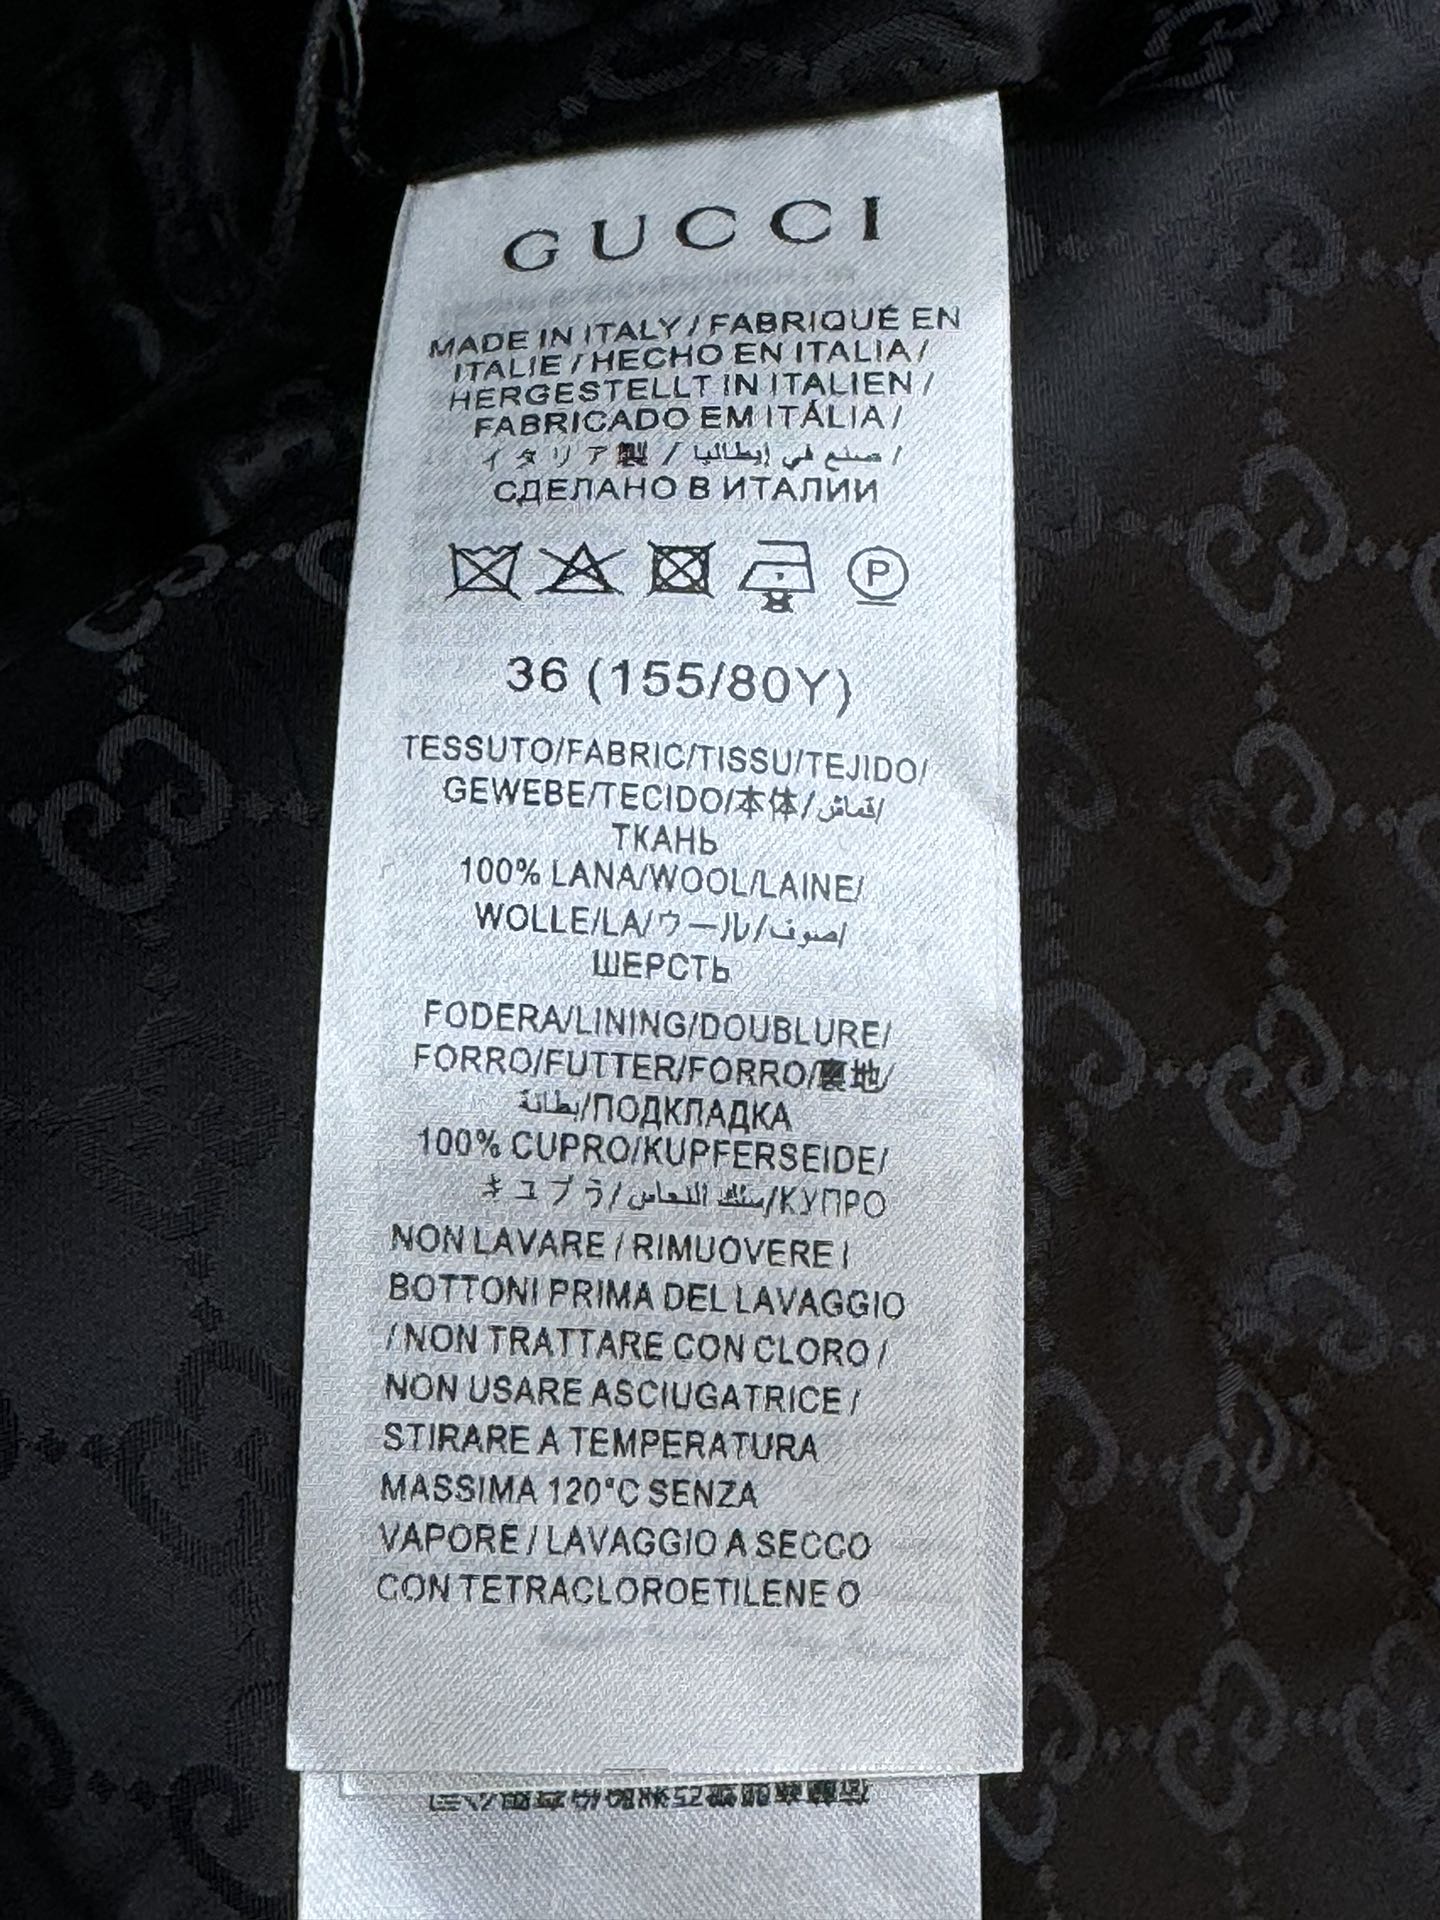 GUCCI
MADE IN ITALY / FABRIQUÉ EN
ITALIE / HECHO EN ITALIA /
HERGESTELLT IN ITALIEN /
FABRICADO EM ITÁLIA /
イタリア製 / صنع في إيطاليا /
СДЕЛАНО В ИТАЛИИ
P
36 (155/80Y)
TESSUTO/FABRIC/TISSU/TEJIDO/
GEWEBE/TECIDO/本体/قماش/
ТКАНЬ
100% LANA/WOOL/LAINE/
WOLLE/LA/ウール/صوف/
ШЕРСТЬ
FODERA/LINING/DOUBLURE/
FORRO/FUTTER/FORRO/裏地/
بطانة/ПОДКЛАДКА
100% CUPRO/KUPFERSEIDE/
キュプラ/سلك النحاس/КУПРО
NON LAVARE / RIMUOVERE I
BOTTONI PRIMA DEL LAVAGGIO
/ NON TRATTARE CON CLORO /
NON USARE ASCIUGATRICE /
STIRARE A TEMPERATURA
MASSIMA 120°C SENZA
VAPORE / LAVAGGIO A SECCO
CON TETRACLOROETILENE O